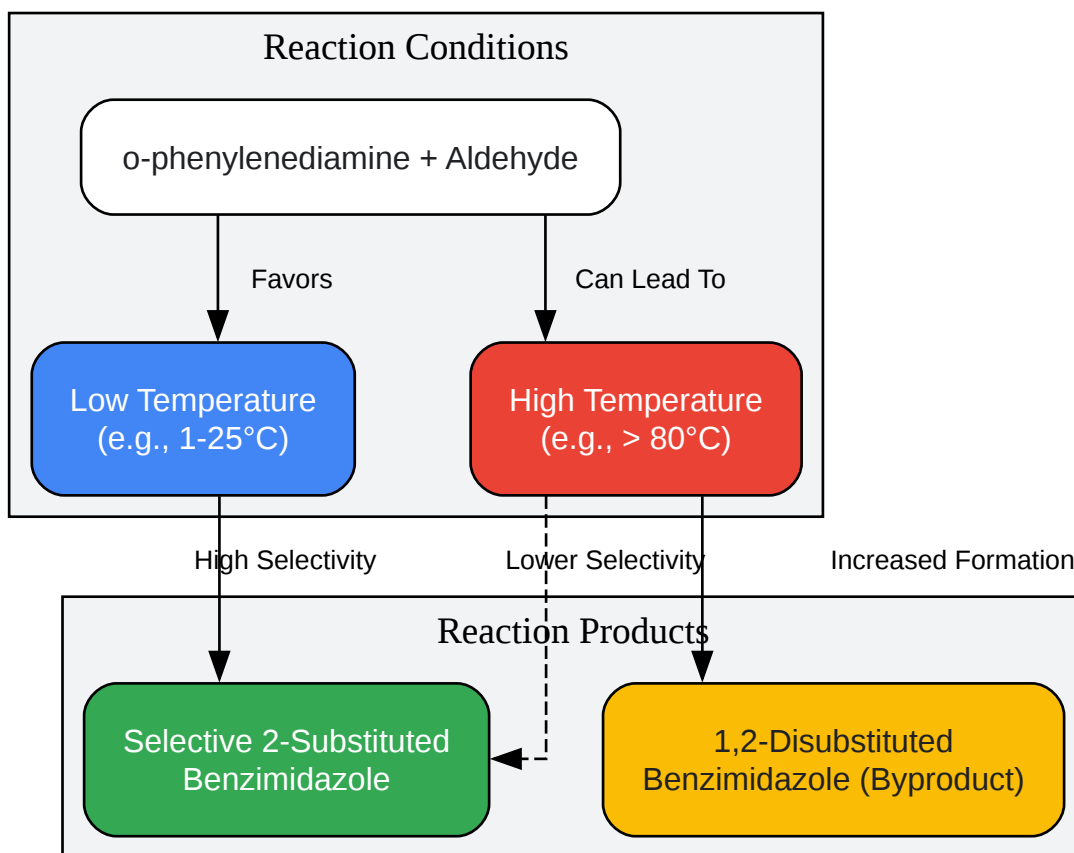 Reaction Conditions
o-phenylenediamine + Aldehyde
Favors
Can Lead To
Low Temperature
(e.g., 1-25°C)
High Temperature
(e.g., > 80°C)
High Selectivity
Lower Selectivity
Increased Formation
Reaction Products
Selective 2-Substituted
Benzimidazole
1,2-Disubstituted
Benzimidazole (Byproduct)